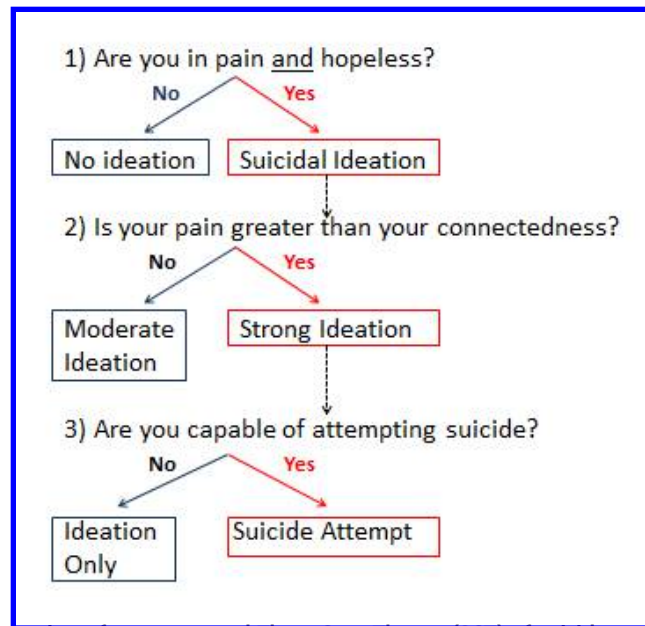 1) Are you in pain and hopeless?
No
Yes
No ideation
Suicidal Ideation
2) Is your pain greater than your connectedness?
No
Yes
Moderate
Ideation
Strong Ideation
3) Are you capable of attempting suicide?
No
Yes
Ideation
Only
Suicide Attempt